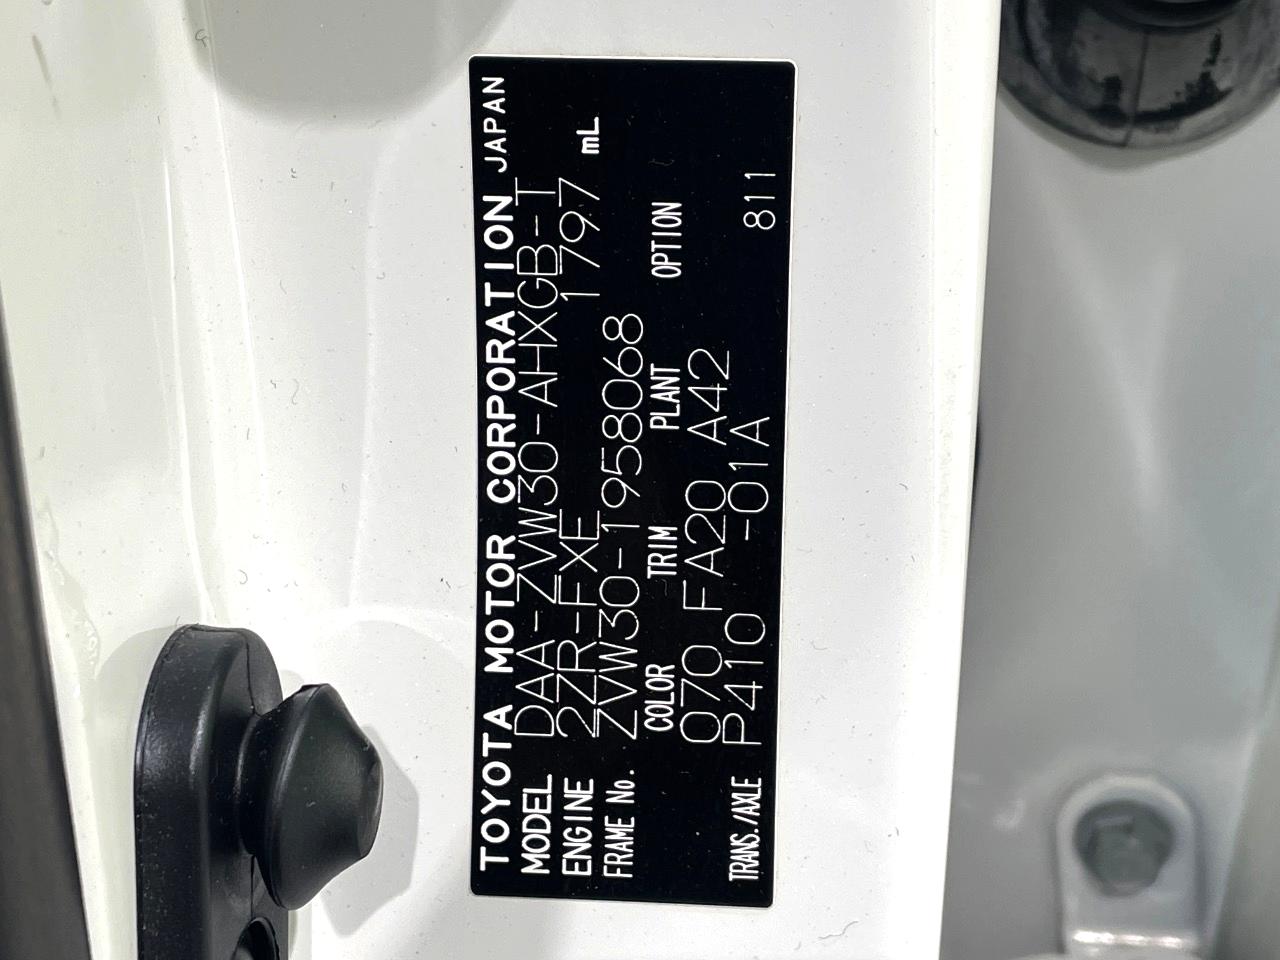 TOYOTA MOTOR CORPORATION JAPAN
MODEL DAA-ZVW30-AHXGB-T
ENGINE 2ZR-FXE 1797 mL
FRAME No. ZVW30-1958068
COLOR TRIM PLANT OPTION
070 FA20 A42
TRANS./AXLE P410 -01A 811